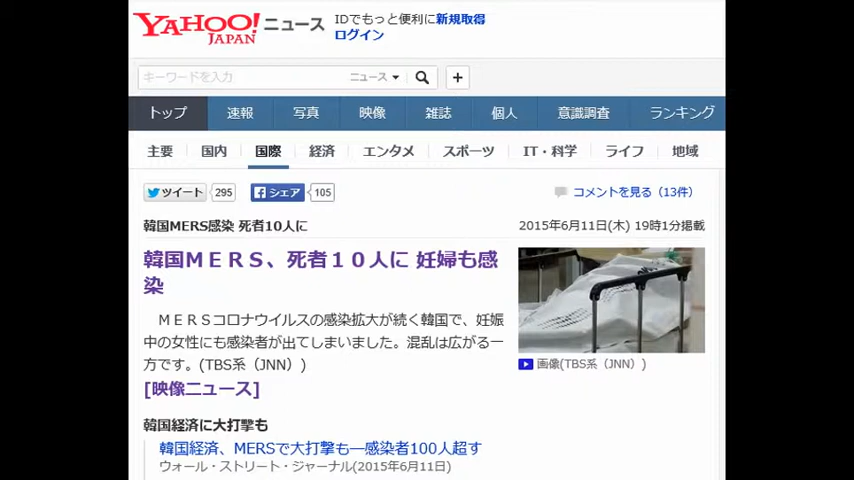 YAHOO! JAPAN ニュース
IDでもっと便利に新規取得
ログイン
キーワードを入力 ニュース
+
トップ 速報 写真 映像 雑誌 個人 意識調査 ランキング
主要 国内 国際 経済 エンタメ スポーツ IT・科学 ライフ 地域
ツイート 295 シェア 105 コメントを見る（13件）
韓国MERS感染 死者10人に 2015年6月11日(木) 19時1分掲載
韓国ＭＥＲＳ、死者１０人に 妊婦も感
染
ＭＥＲＳコロナウイルスの感染拡大が続く韓国で、妊娠
中の女性にも感染者が出てしまいました。混乱は広がる一
方です。(TBS系（JNN）)
画像(TBS系（JNN）)
[映像ニュース]
韓国経済に大打撃も
韓国経済、MERSで大打撃も―感染者100人超す
ウォール・ストリート・ジャーナル(2015年6月11日)